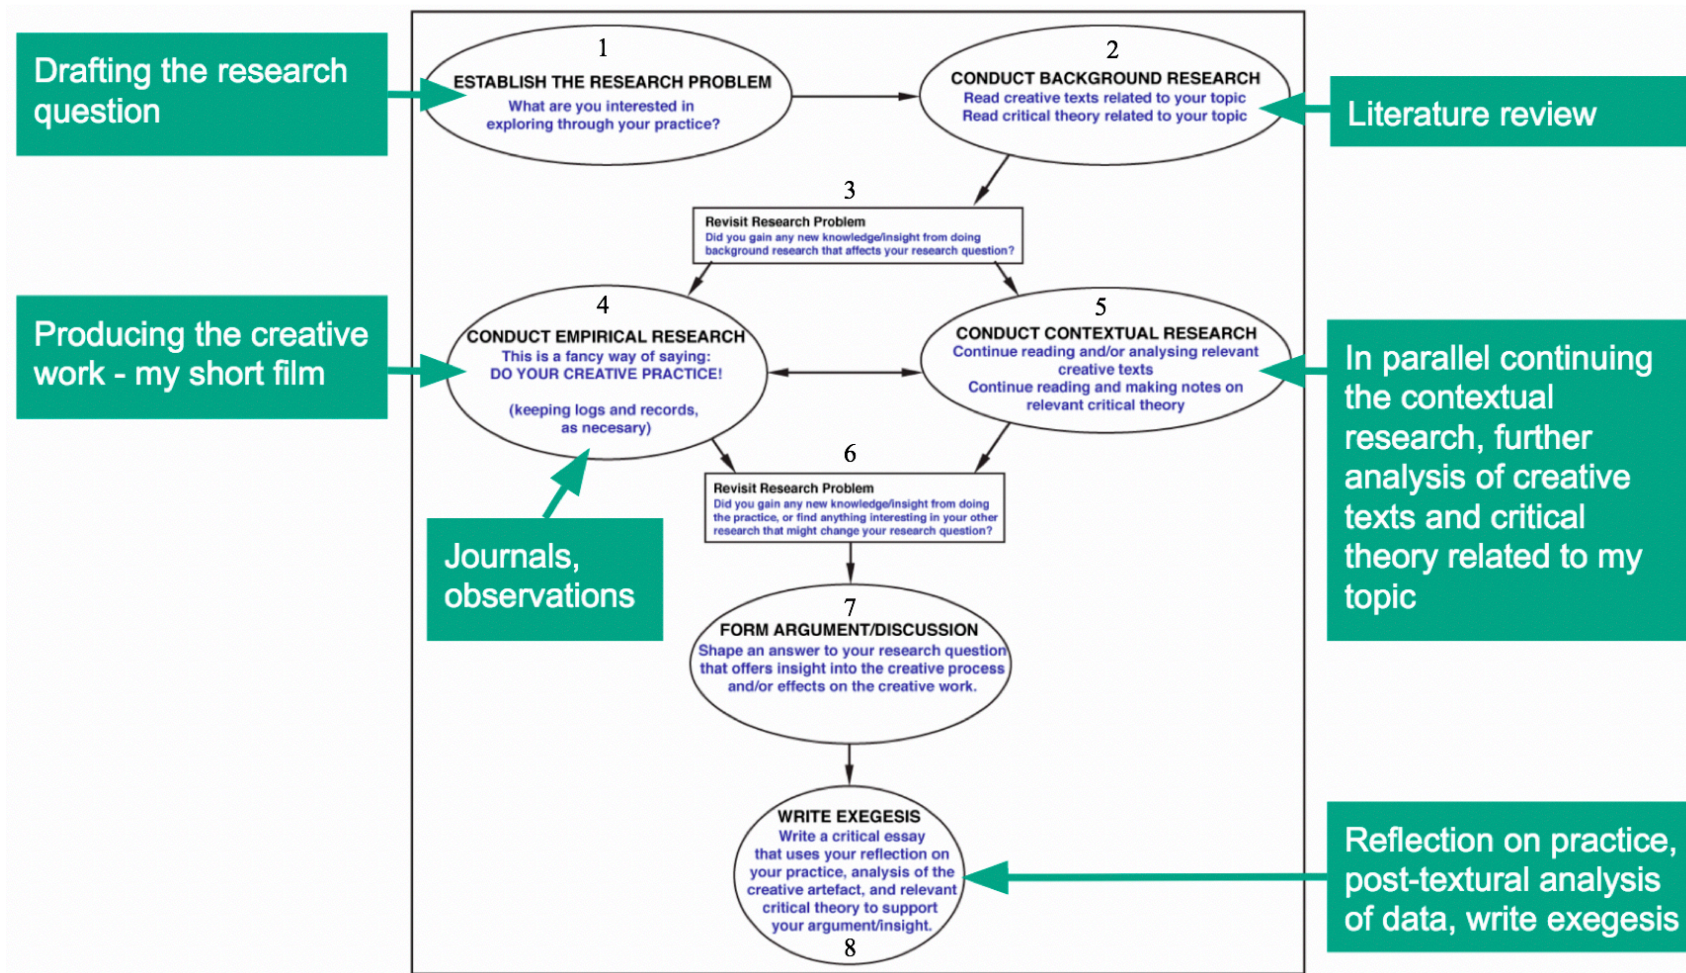 Drafting the research
question
1
ESTABLISH THE RESEARCH PROBLEM
What are you interested in
exploring through your practice?
2
CONDUCT BACKGROUND RESEARCH
Read creative texts related to your topic
Read critical theory related to your topic
Literature review
3
Revisit Research Problem
Did you gain any new knowledge/insight from doing
background research that affects your research question?
Producing the creative
work - my short film
4
CONDUCT EMPIRICAL RESEARCH
This is a fancy way of saying:
DO YOUR CREATIVE PRACTICE!
(keeping logs and records,
as necesary)
5
CONDUCT CONTEXTUAL RESEARCH
Continue reading and/or analysing relevant
creative texts
Continue reading and making notes on
relevant critical theory
In parallel continuing
the contextual
research, further
analysis of creative
texts and critical
theory related to my
topic
Journals,
observations
6
Revisit Research Problem
Did you gain any new knowledge/insight from doing
the practice, or find anything interesting in your other
research that might change your research question?
7
FORM ARGUMENT/DISCUSSION
Shape an answer to your research question
that offers insight into the creative process
and/or effects on the creative work.
WRITE EXEGESIS
Write a critical essay
that uses your reflection on
your practice, analysis of the
creative artefact, and relevant
critical theory to support
your argument/insight.
8
Reflection on practice,
post-textural analysis
of data, write exegesis